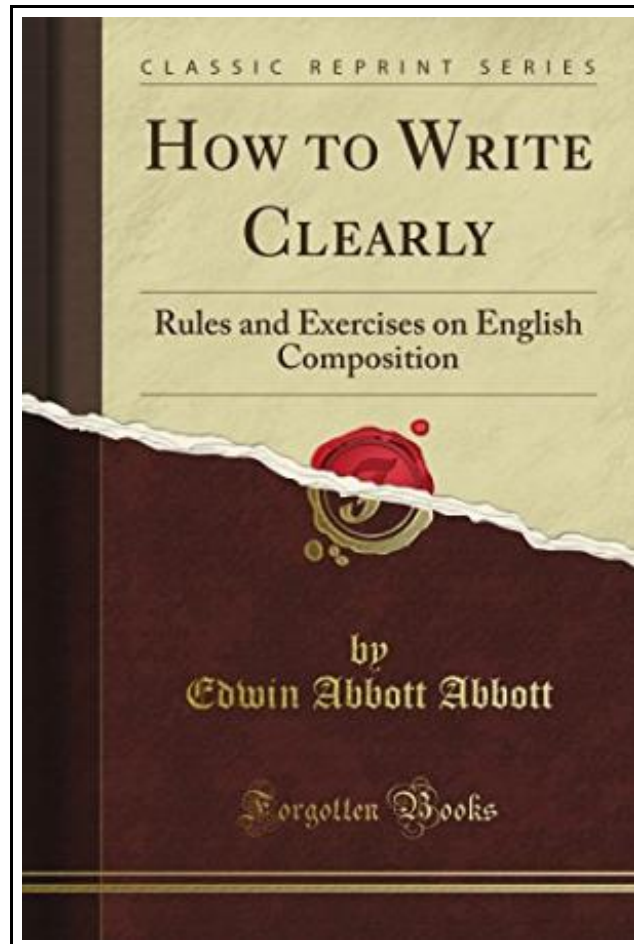 CLASSIC REPRINT SERIES
HOW TO WRITE
CLEARLY
Rules and Exercises on English
Composition
F
by
Edwin Abbott Abbott
Forgotten Books